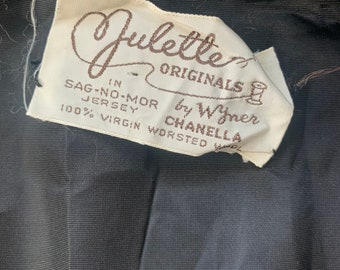 Julette
ORIGINALS
IN
SAG-NO-MOR
JERSEY
by Wyner
CHANELLA
100% VIRGIN WORSTED